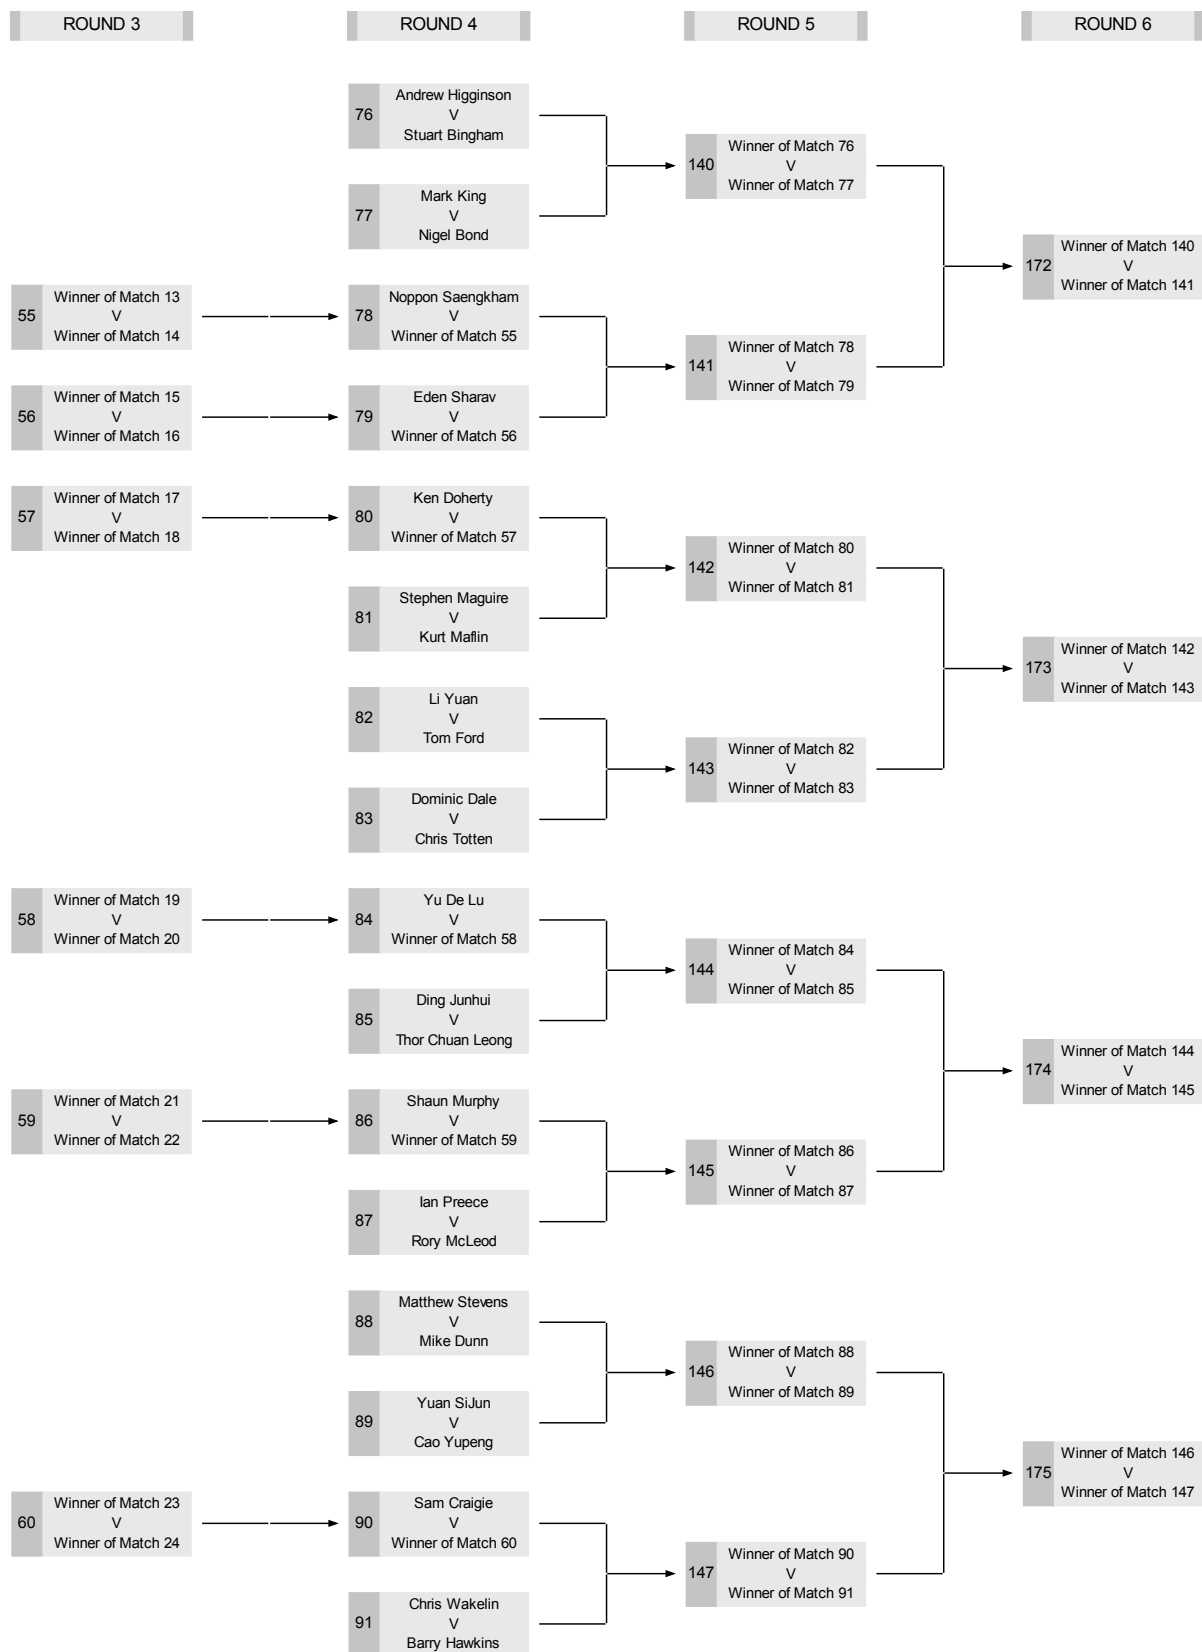 ROUND 3
ROUND 4
ROUND 5
ROUND 6
76
Andrew Higginson
V
Stuart Bingham
140
Winner of Match 76
V
Winner of Match 77
77
Mark King
V
Nigel Bond
172
Winner of Match 140
V
Winner of Match 141
55
Winner of Match 13
V
Winner of Match 14
78
Noppon Saengkham
V
Winner of Match 55
141
Winner of Match 78
V
Winner of Match 79
56
Winner of Match 15
V
Winner of Match 16
79
Eden Sharav
V
Winner of Match 56
57
Winner of Match 17
V
Winner of Match 18
80
Ken Doherty
V
Winner of Match 57
142
Winner of Match 80
V
Winner of Match 81
81
Stephen Maguire
V
Kurt Maflin
173
Winner of Match 142
V
Winner of Match 143
82
Li Yuan
V
Tom Ford
143
Winner of Match 82
V
Winner of Match 83
83
Dominic Dale
V
Chris Totten
58
Winner of Match 19
V
Winner of Match 20
84
Yu De Lu
V
Winner of Match 58
144
Winner of Match 84
V
Winner of Match 85
85
Ding Junhui
V
Thor Chuan Leong
174
Winner of Match 144
V
Winner of Match 145
59
Winner of Match 21
V
Winner of Match 22
86
Shaun Murphy
V
Winner of Match 59
145
Winner of Match 86
V
Winner of Match 87
87
Ian Preece
V
Rory McLeod
88
Matthew Stevens
V
Mike Dunn
146
Winner of Match 88
V
Winner of Match 89
89
Yuan SiJun
V
Cao Yupeng
175
Winner of Match 146
V
Winner of Match 147
60
Winner of Match 23
V
Winner of Match 24
90
Sam Craigie
V
Winner of Match 60
147
Winner of Match 90
V
Winner of Match 91
91
Chris Wakelin
V
Barry Hawkins